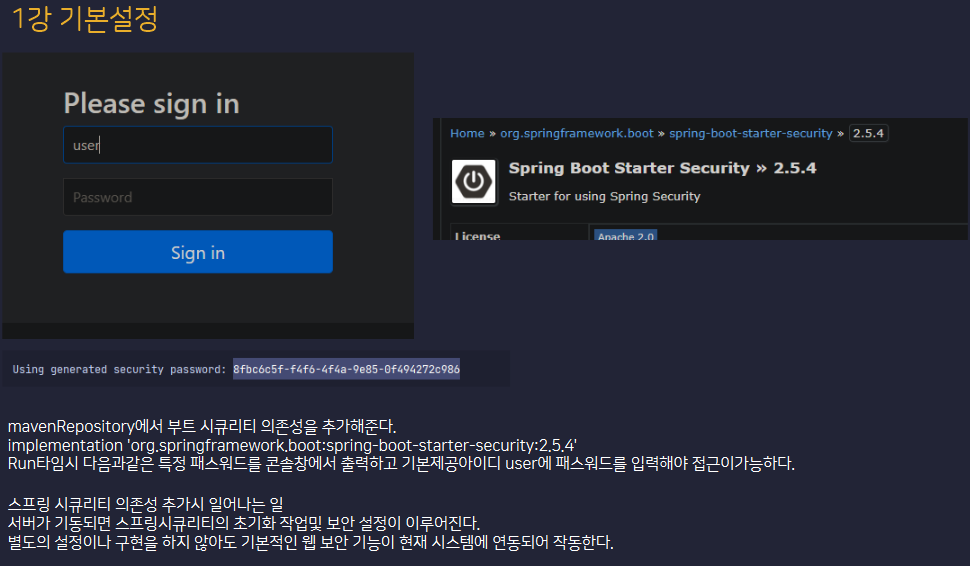 1강 기본설정
Please sign in
user
Password
Sign in
Home » org.springframework.boot » spring-boot-starter-security » 2.5.4
Spring Boot Starter Security » 2.5.4
Starter for using Spring Security
License
Apache 2.0
Using generated security password: 8fbc6c5f-f4f6-4f4a-9e85-0f494272c986
mavenRepository에서 부트 시큐리티 의존성을 추가해준다.
implementation 'org.springframework.boot:spring-boot-starter-security:2.5.4'
Run타임시 다음과같은 특정 패스워드를 콘솔창에서 출력하고 기본제공아이디 user에 패스워드를 입력해야 접근이가능하다.
스프링 시큐리티 의존성 추가시 일어나는 일
서버가 기동되면 스프링시큐리티의 초기화 작업및 보안 설정이 이루어진다.
별도의 설정이나 구현을 하지 않아도 기본적인 웹 보안 기능이 현재 시스템에 연동되어 작동한다.